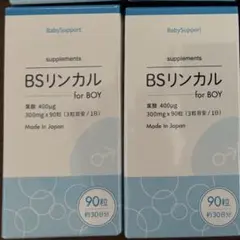 BabySupport
supplements
BSリンカル
for BOY
葉酸 400μg
300mg x 90粒 (3粒目安 / 1日)
Made in Japan
90粒
約30日分
BabySupport
supplements
BSリンカル
for BOY
葉酸 400μg
300mg x 90粒 (3粒目安 / 1日)
Made in Japan
90粒
約30日分